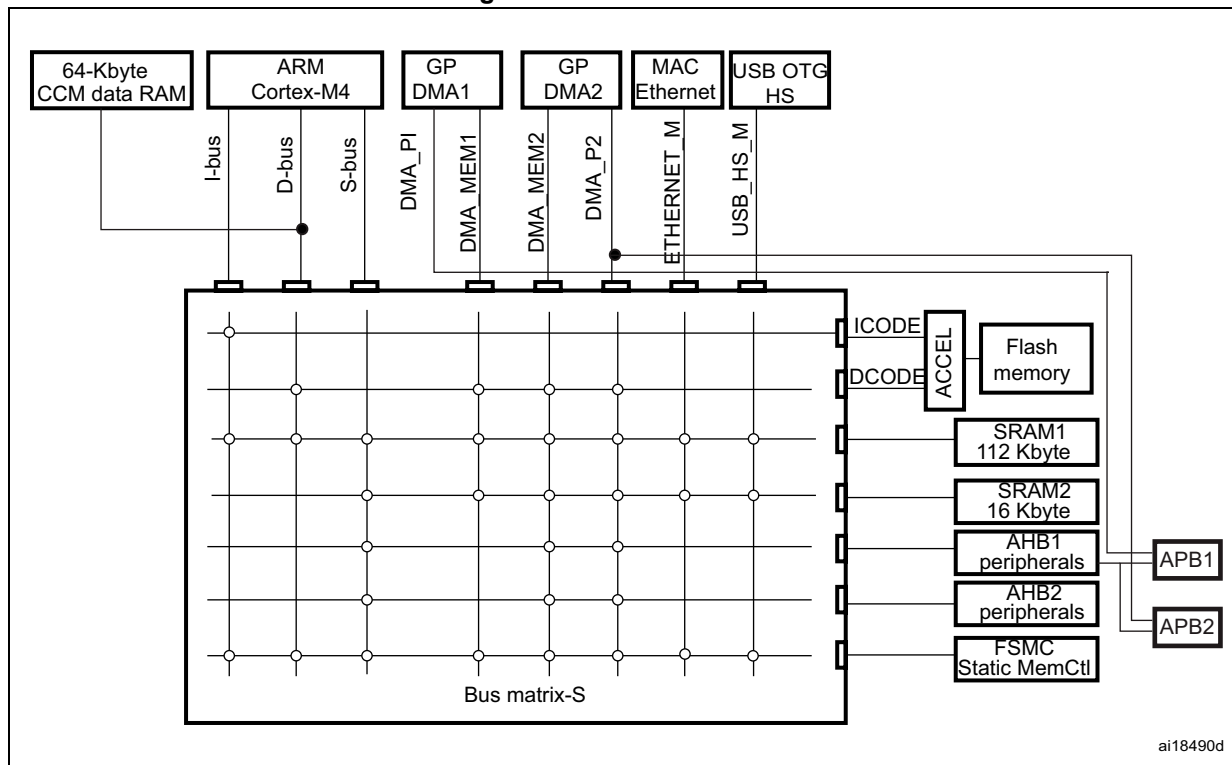 64-Kbyte
CCM data RAM
ARM
Cortex-M4
GP
DMA1
GP
DMA2
MAC
Ethernet
USB OTG
HS
I-bus
D-bus
S-bus
DMA_PI
DMA_MEM1
DMA_MEM2
DMA_P2
ETHERNET_M
USB_HS_M
ICODE
DCODE
ACCEL
Flash
memory
SRAM1
112 Kbyte
SRAM2
16 Kbyte
AHB1
peripherals
AHB2
peripherals
FSMC
Static MemCtl
APB1
APB2
Bus matrix-S
ai18490d